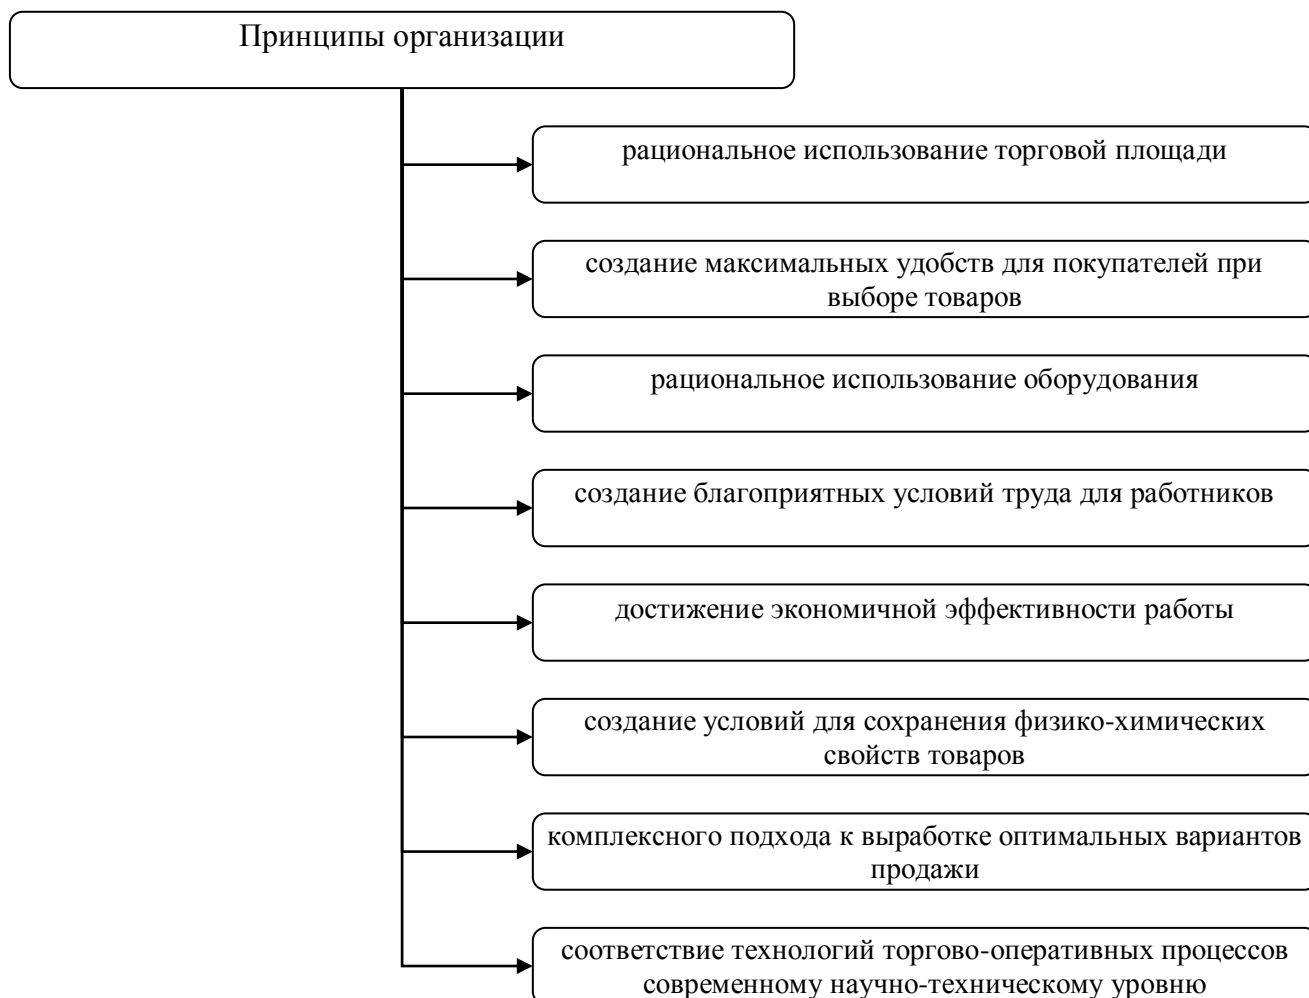 Принципы организации
рациональное использование торговой площади
создание максимальных удобств для покупателей при
выборе товаров
рациональное использование оборудования
создание благоприятных условий труда для работников
достижение экономичной эффективности работы
создание условий для сохранения физико-химических
свойств товаров
комплексного подхода к выработке оптимальных вариантов
продажи
соответствие технологий торгово-оперативных процессов
современному научно-техническому уровню